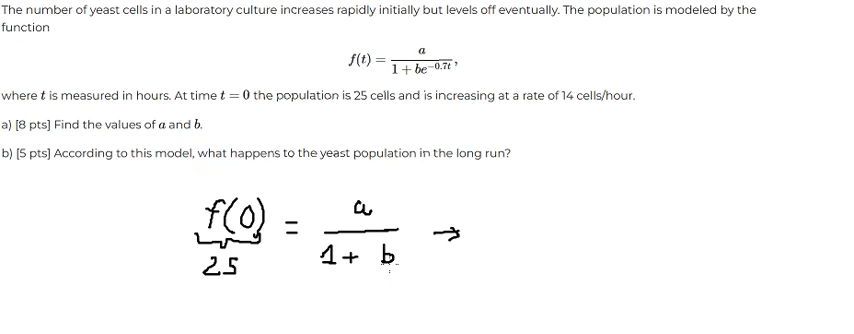 The number of yeast cells in a laboratory culture increases rapidly initially but levels off eventually. The population is modeled by the
function
f(t) = a / (1 + be^{-0.7t}),
where t is measured in hours. At time t = 0 the population is 25 cells and is increasing at a rate of 14 cells/hour.
a) [8 pts] Find the values of a and b.
b) [5 pts] According to this model, what happens to the yeast population in the long run?
f(0) = a / (1 + b) →
25